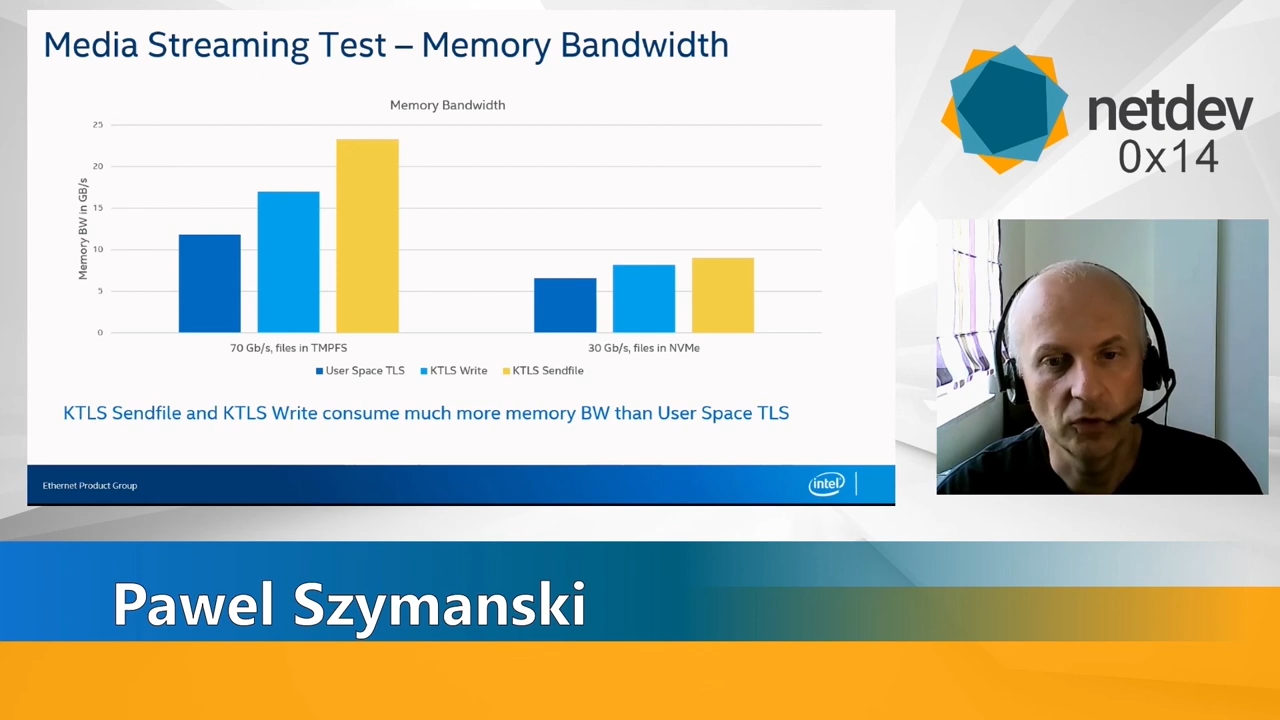 Media Streaming Test – Memory Bandwidth
Memory Bandwidth
Memory BW in GB/s
25
20
15
10
5
0
70 Gb/s, files in TMPFS
30 Gb/s, files in NVMe
User Space TLS
KTLS Write
KTLS Sendfile
KTLS Sendfile and KTLS Write consume much more memory BW than User Space TLS
Ethernet Product Group
intel
netdev
0x14
Pawel Szymanski